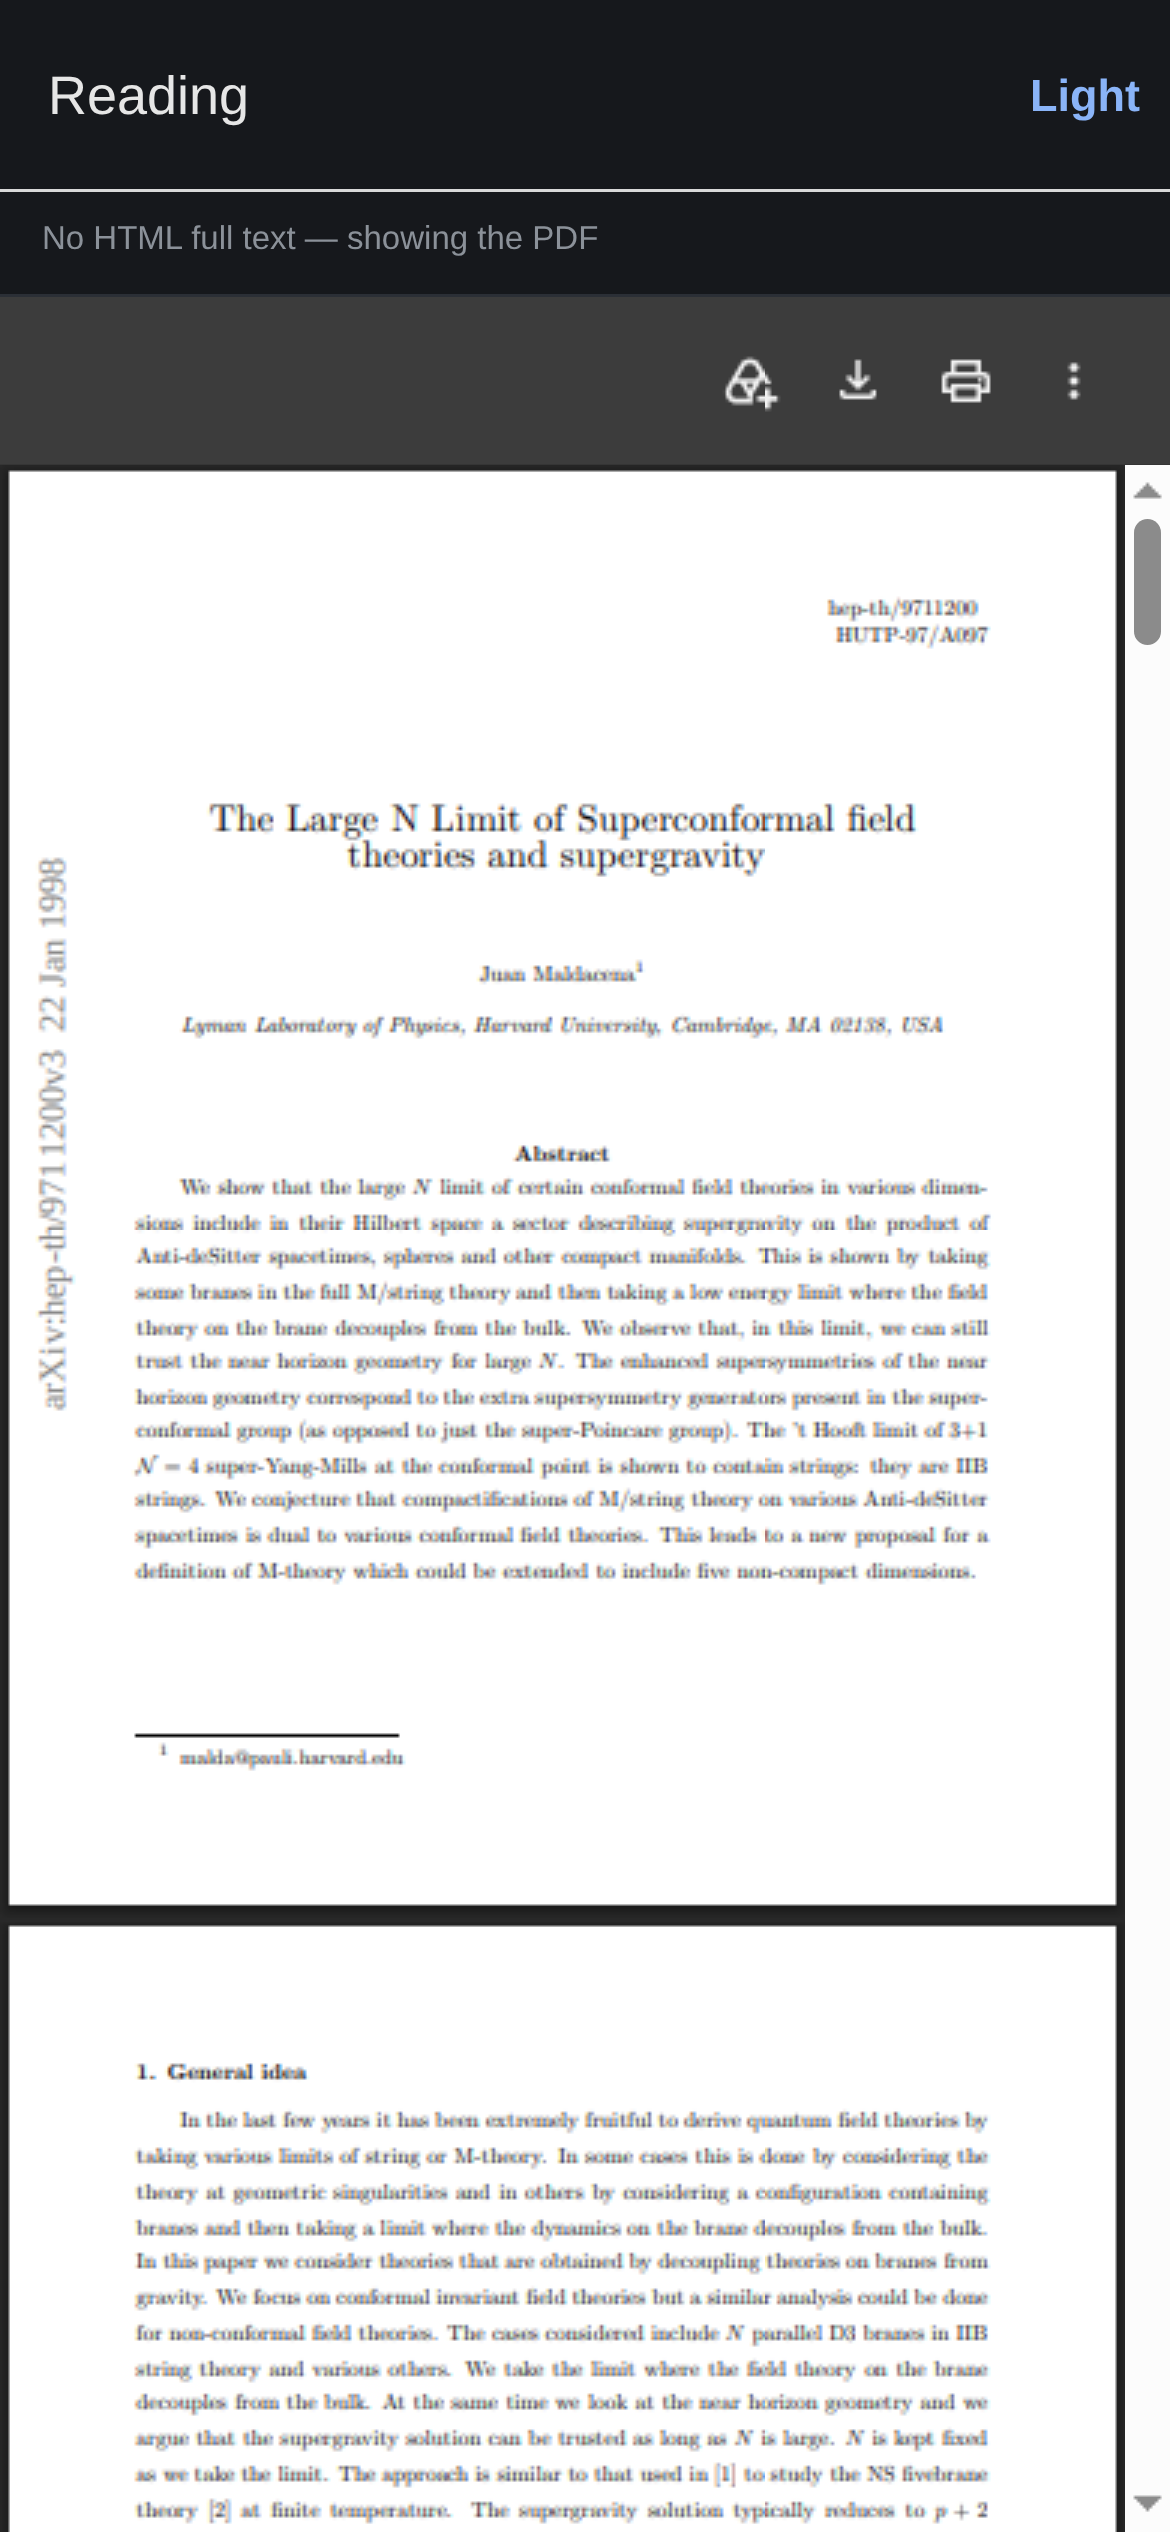 Reading
Light
No HTML full text — showing the PDF
hep-th/9711200
HUTP-97/A097
The Large N Limit of Superconformal field
theories and supergravity
arXiv:hep-th/9711200v3 22 Jan 1998
Juan Maldacena¹
Lyman Laboratory of Physics, Harvard University, Cambridge, MA 02138, USA
Abstract
We show that the large N limit of certain conformal field theories in various dimen-
sions include in their Hilbert space a sector describing supergravity on the product of
Anti-deSitter spacetimes, spheres and other compact manifolds. This is shown by taking
some branes in the full M/string theory and then taking a low energy limit where the field
theory on the brane decouples from the bulk. We observe that, in this limit, we can still
trust the near horizon geometry for large N. The enhanced supersymmetries of the near
horizon geometry correspond to the extra supersymmetry generators present in the super-
conformal group (as opposed to just the super-Poincare group). The 't Hooft limit of 3+1
𝒩 = 4 super-Yang-Mills at the conformal point is shown to contain strings: they are IIB
strings. We conjecture that compactifications of M/string theory on various Anti-deSitter
spacetimes is dual to various conformal field theories. This leads to a new proposal for a
definition of M-theory which could be extended to include five non-compact dimensions.
¹ malda@pauli.harvard.edu
1. General idea
In the last few years it has been extremely fruitful to derive quantum field theories by
taking various limits of string or M-theory. In some cases this is done by considering the
theory at geometric singularities and in others by considering a configuration containing
branes and then taking a limit where the dynamics on the brane decouples from the bulk.
In this paper we consider theories that are obtained by decoupling theories on branes from
gravity. We focus on conformal invariant field theories but a similar analysis could be done
for non-conformal field theories. The cases considered include N parallel D3 branes in IIB
string theory and various others. We take the limit where the field theory on the brane
decouples from the bulk. At the same time we look at the near horizon geometry and we
argue that the supergravity solution can be trusted as long as N is large. N is kept fixed
as we take the limit. The approach is similar to that used in [1] to study the NS fivebrane
theory [2] at finite temperature. The supergravity solution typically reduces to p + 2